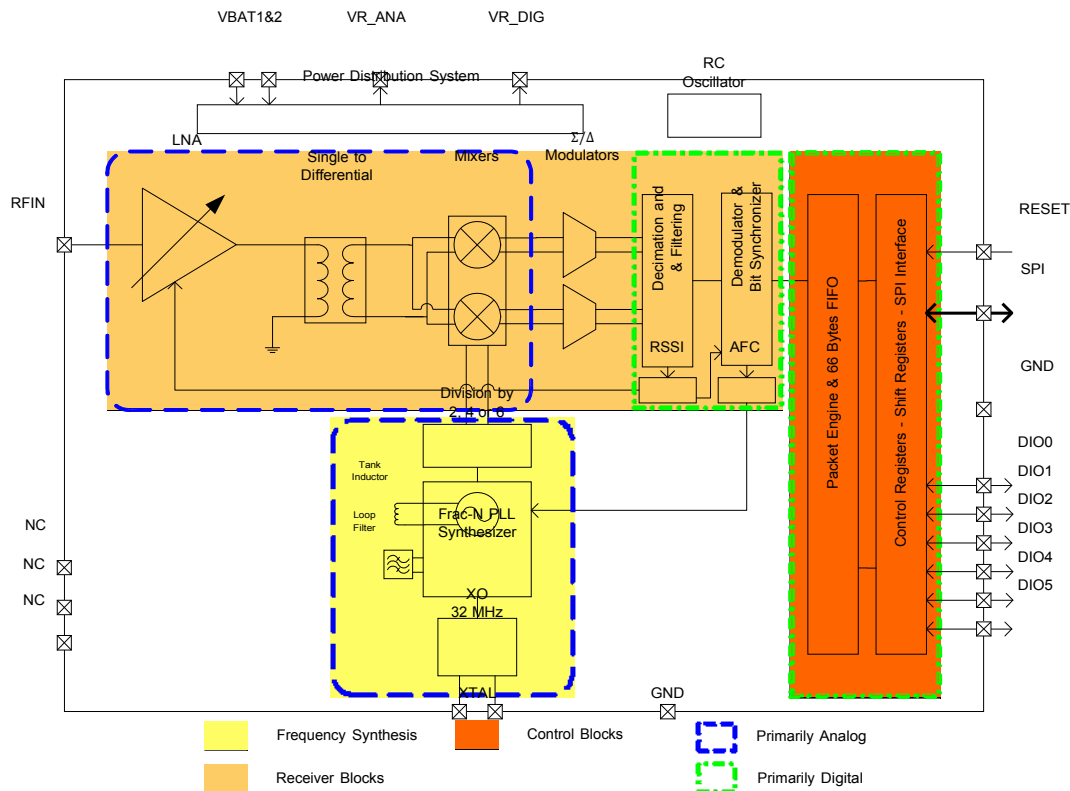 VBAT1&2
VR_ANA
VR_DIG
Power Distribution System
RC
Oscillator
LNA
Single to
Differential
Mixers
Σ/Δ
Modulators
RFIN
Decimation and
& Filtering
Demodulator &
Bit Synchronizer
RSSI
AFC
Packet Engine & 66 Bytes FIFO
Control Registers - Shift Registers - SPI Interface
RESET
SPI
GND
DIO0
DIO1
DIO2
DIO3
DIO4
DIO5
Division by
2, 4 or 6
Tank
Inductor
Loop
Filter
Frac-N PLL
Synthesizer
NC
NC
NC
XO
32 MHz
XTAL
GND
Frequency Synthesis
Control Blocks
Primarily Analog
Receiver Blocks
Primarily Digital